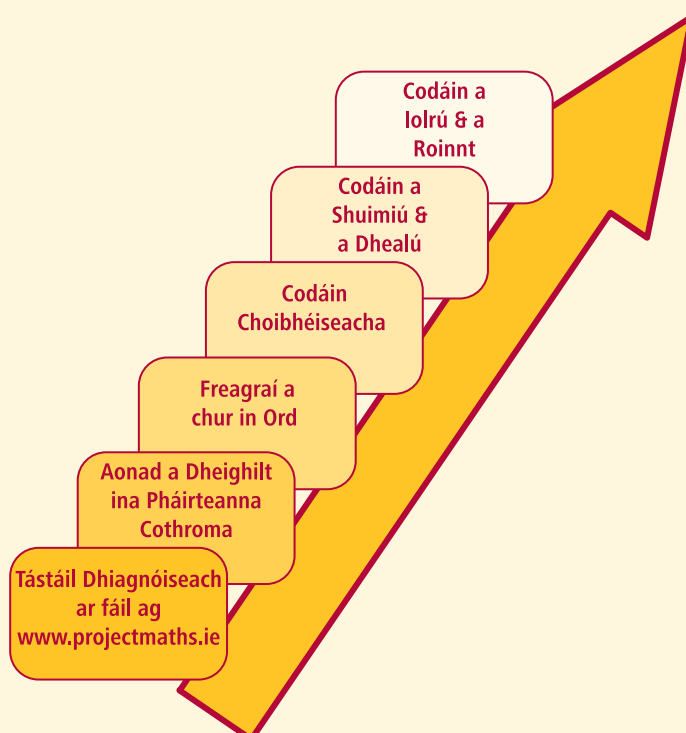 Codáin a
Iolrú & a
Roinnt
Codáin a
Shuimiú &
a Dhealú
Codáin
Choibhéiseacha
Freagraí a
chur in Ord
Aonad a Dheighilt
ina Pháirteanna
Cothroma
Tástáil Dhiagnóiseach
ar fáil ag
www.projectmaths.ie